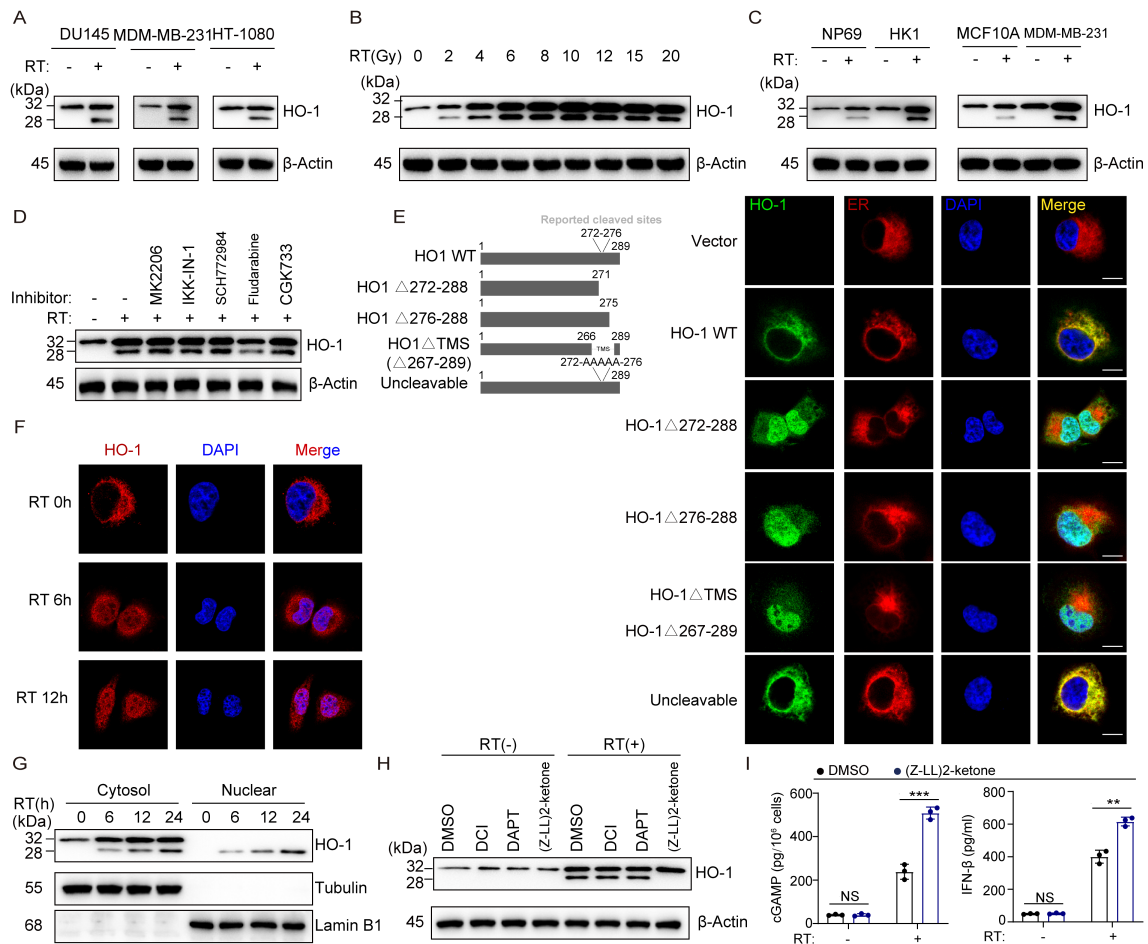 A
DU145 MDM-MB-231 HT-1080
RT: - + - + - +
(kDa)
32
28
HO-1
45
β-Actin
B
RT(Gy) 0 2 4 6 8 10 12 15 20
32
28
HO-1
45
β-Actin
C
NP69 HK1 MCF10A MDM-MB-231
RT: - + - + - + - +
(kDa)
32
28
HO-1
45
β-Actin
D
MK2206
IKK-IN-1
SCH772984
Fludarabine
CGK733
Inhibitor: - - + + + + +
RT: - + + + + + +
32
28
HO-1
45
β-Actin
E
Reported cleaved sites
272-276
1 289
HO1 WT
1 271
HO1 △272-288
1 275
HO1 △276-288
1 266 289
HO1△TMS
TMS
(△267-289)
272-AAAAA-276
1 289
Uncleavable
HO-1 ER DAPI Merge
Vector
HO-1 WT
HO-1△272-288
HO-1△276-288
HO-1△TMS
HO-1△267-289
Uncleavable
F
HO-1 DAPI Merge
RT 0h
RT 6h
RT 12h
G
Cytosol Nuclear
RT(h) 0 6 12 24 0 6 12 24
(kDa)
32
28
HO-1
55
Tubulin
68
Lamin B1
H
RT(-) RT(+)
DMSO
DCI
DAPT
(Z-LL)2-ketone
DMSO
DCI
DAPT
(Z-LL)2-ketone
(kDa)
32
28
HO-1
45
β-Actin
I
DMSO (Z-LL)2-ketone
cGAMP (pg/10⁶ cells)
600
400
200
0
NS
***
RT: - +
IFN-β (pg/ml)
800
600
400
200
0
NS
**
RT: - +